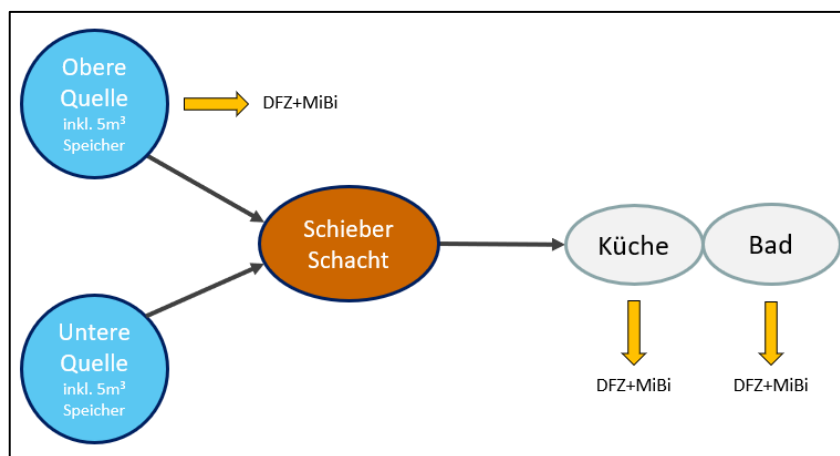 Obere
Quelle
inkl. 5m³
Speicher
DFZ+MiBi
Schieber
Schacht
Küche
Bad
Untere
Quelle
inkl. 5m³
Speicher
DFZ+MiBi
DFZ+MiBi